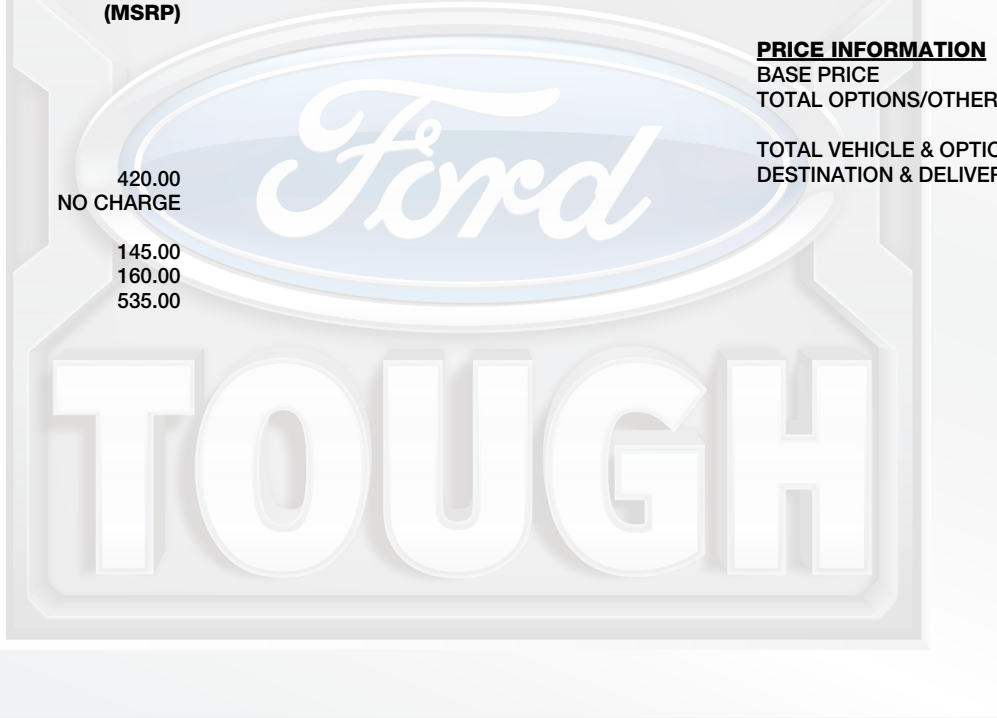 (MSRP)
420.00
NO CHARGE
145.00
160.00
535.00
PRICE INFORMATION
BASE PRICE
TOTAL OPTIONS/OTHER
TOTAL VEHICLE & OPTIO
DESTINATION & DELIVER
Ford
TOUGH